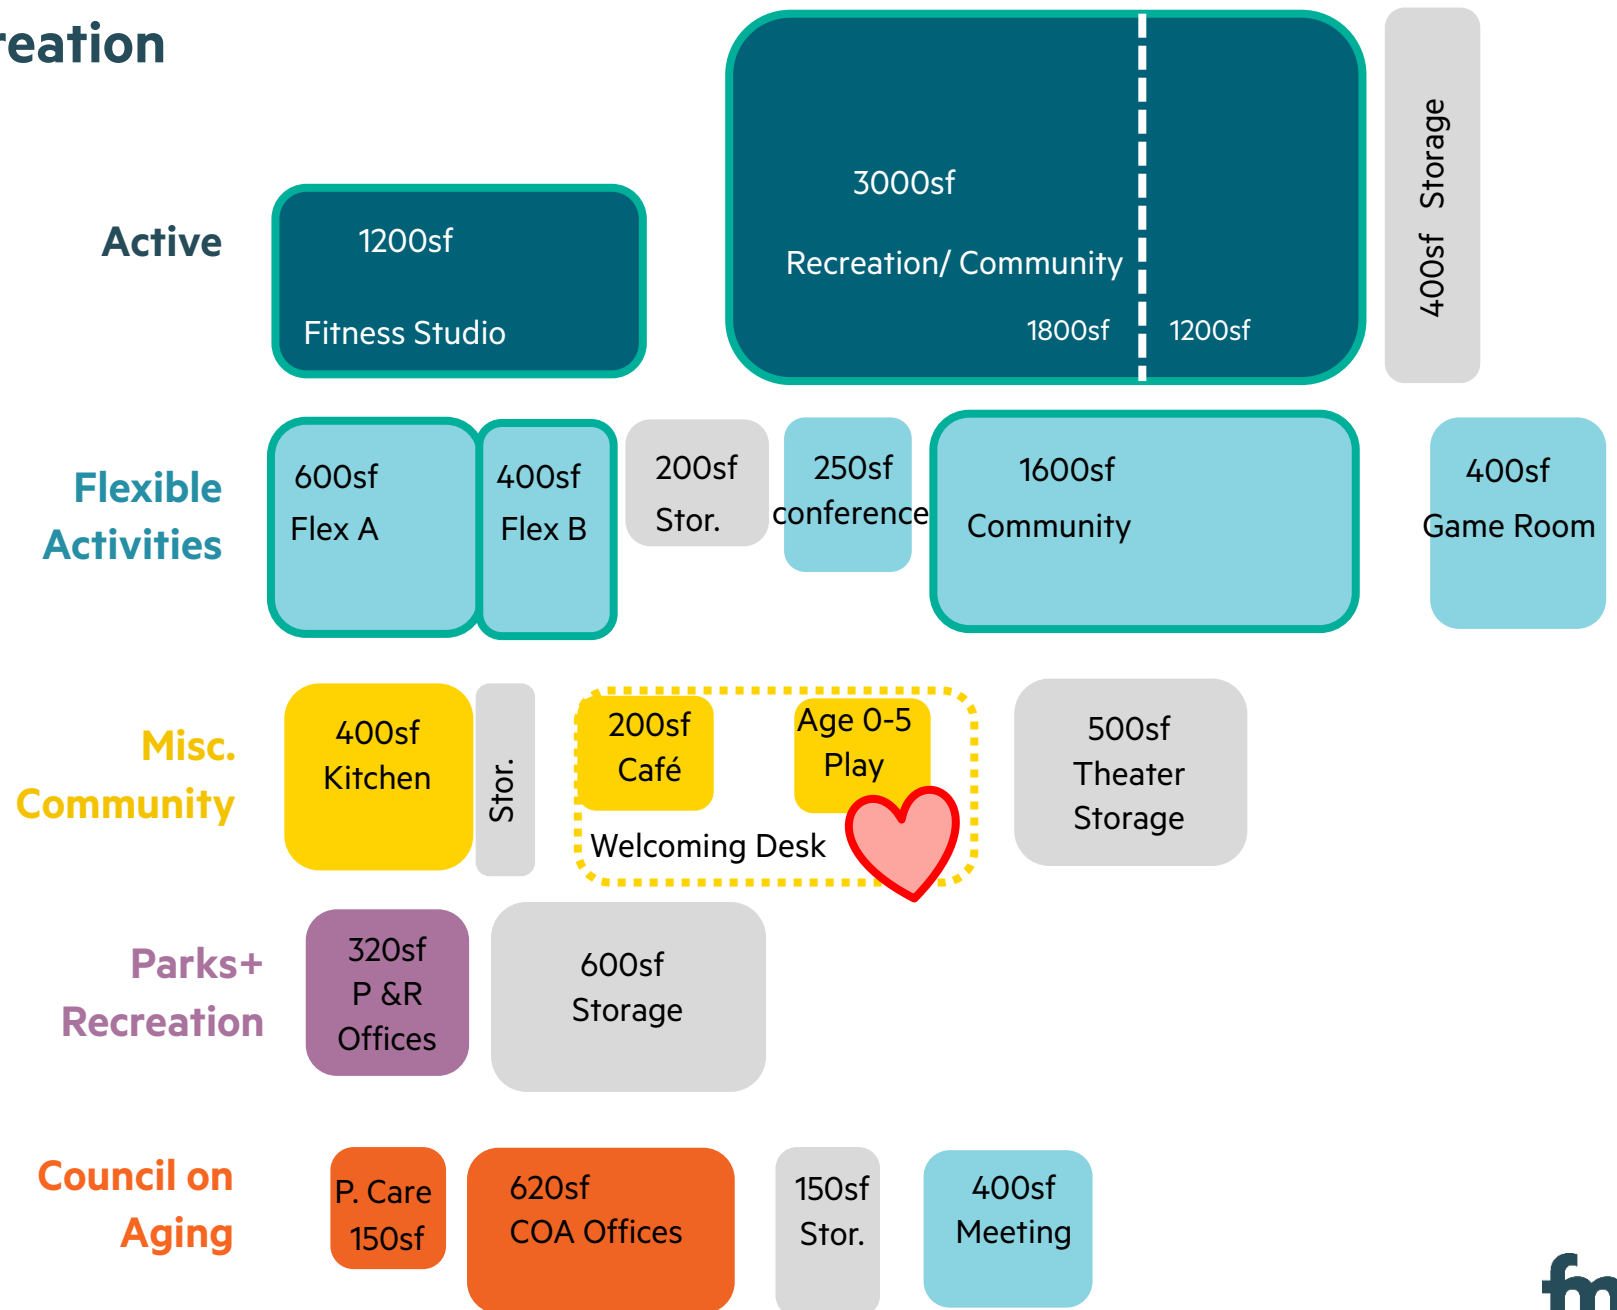 reation
Active
1200sf
Fitness Studio
3000sf
Recreation/ Community
1800sf
1200sf
400sf Storage
Flexible
Activities
600sf
Flex A
400sf
Flex B
200sf
Stor.
250sf
conference
1600sf
Community
400sf
Game Room
Misc.
Community
400sf
Kitchen
Stor.
200sf
Café
Age 0-5
Play
Welcoming Desk
500sf
Theater
Storage
Parks+
Recreation
320sf
P &R
Offices
600sf
Storage
Council on
Aging
P. Care
150sf
620sf
COA Offices
150sf
Stor.
400sf
Meeting
fm